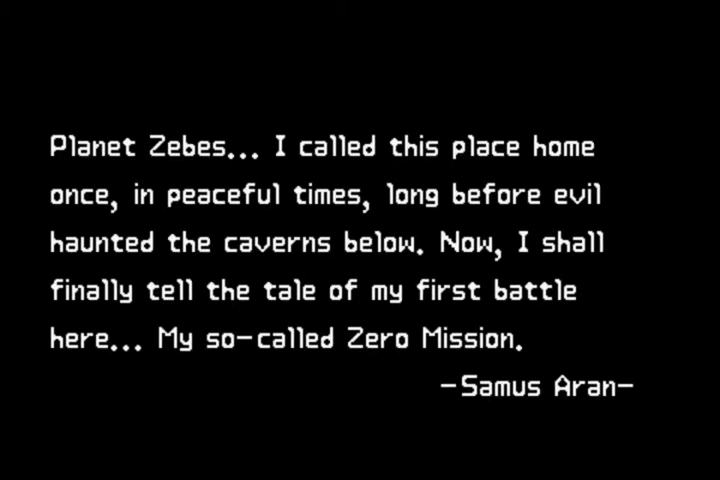 Planet Zebes... I called this place home
once, in peaceful times, long before evil
haunted the caverns below. Now, I shall
finally tell the tale of my first battle
here... My so-called Zero Mission.
-Samus Aran-